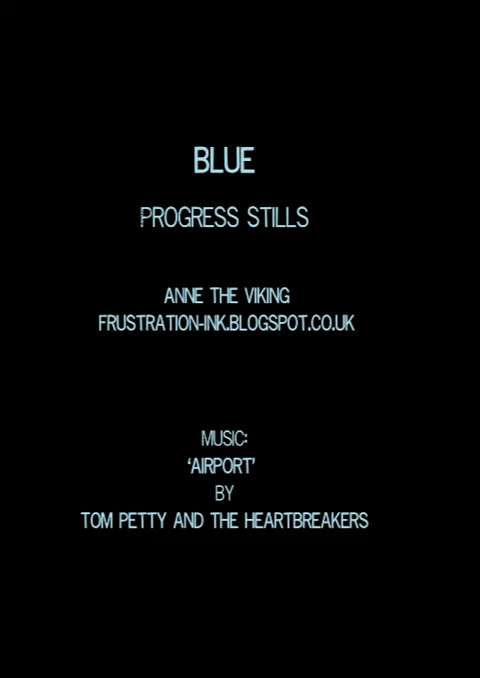 BLUE
PROGRESS STILLS
ANNE THE VIKING
FRUSTRATION-INK.BLOGSPOT.CO.UK
MUSIC:
‘AIRPORT’
BY
TOM PETTY AND THE HEARTBREAKERS